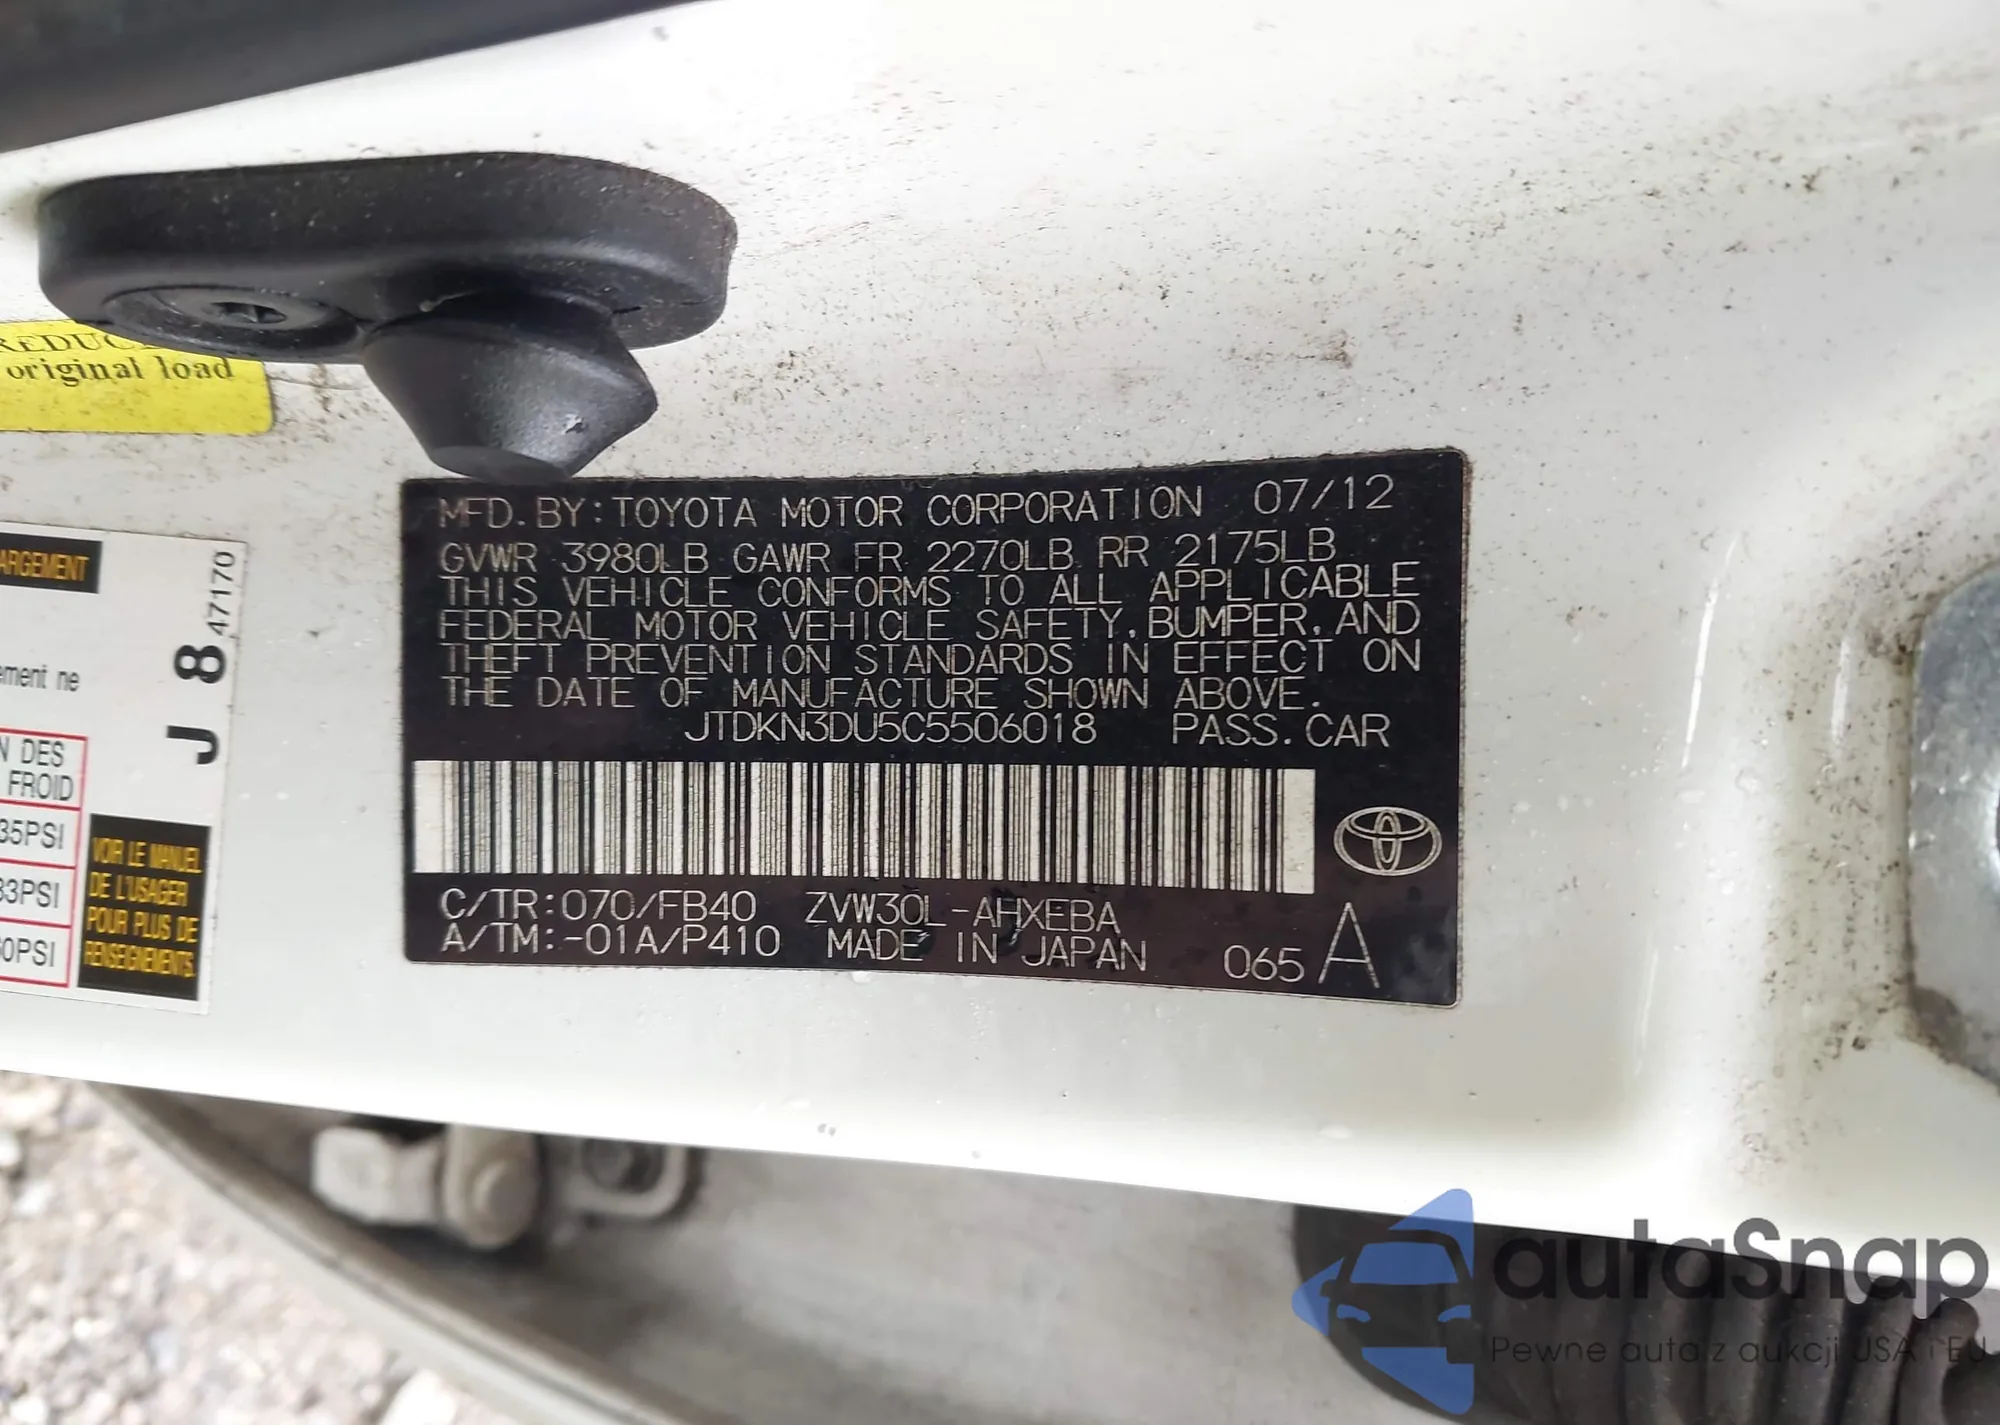 REDUC
original load
ARGEMENT
ement ne
N DES
FROID
35PSI
33PSI
60PSI
VOIR LE MANUEL
DE L'USAGER
POUR PLUS DE
RENSEIGNEMENTS.
J 8 47170
MFD. BY: TOYOTA MOTOR CORPORATION 07/12
GVWR 3980LB GAWR FR 2270LB RR 2175LB
THIS VEHICLE CONFORMS TO ALL APPLICABLE
FEDERAL MOTOR VEHICLE SAFETY, BUMPER, AND
THEFT PREVENTION STANDARDS IN EFFECT ON
THE DATE OF MANUFACTURE SHOWN ABOVE.
JTDKN3DU5C5506018 PASS. CAR
C/TR: 070/FB40 ZVW30L-AHXEBA
A/TM: -01A/P410 MADE IN JAPAN 065 A
autaSnap
Pewne auta z aukcji USA i EU